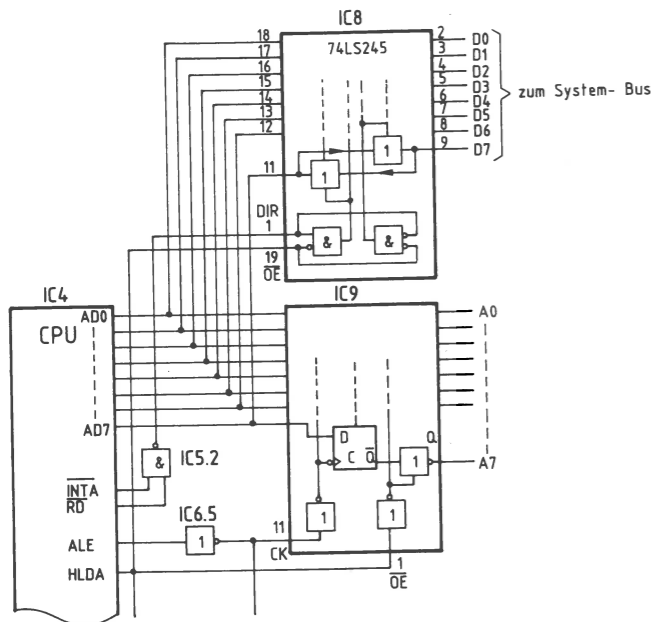 IC8
74LS245
18
17
16
15
14
13
12
11
DIR
1
19
OE
2
3
4
5
6
7
8
9
D0
D1
D2
D3
D4
D5
D6
D7
zum System- Bus
1
1
&
&
IC4
CPU
AD0
AD7
INTA
RD
ALE
HLDA
&
IC5.2
IC6.5
1
IC9
A0
A7
D
C
Q
Q
1
1
1
11
CK
1
OE